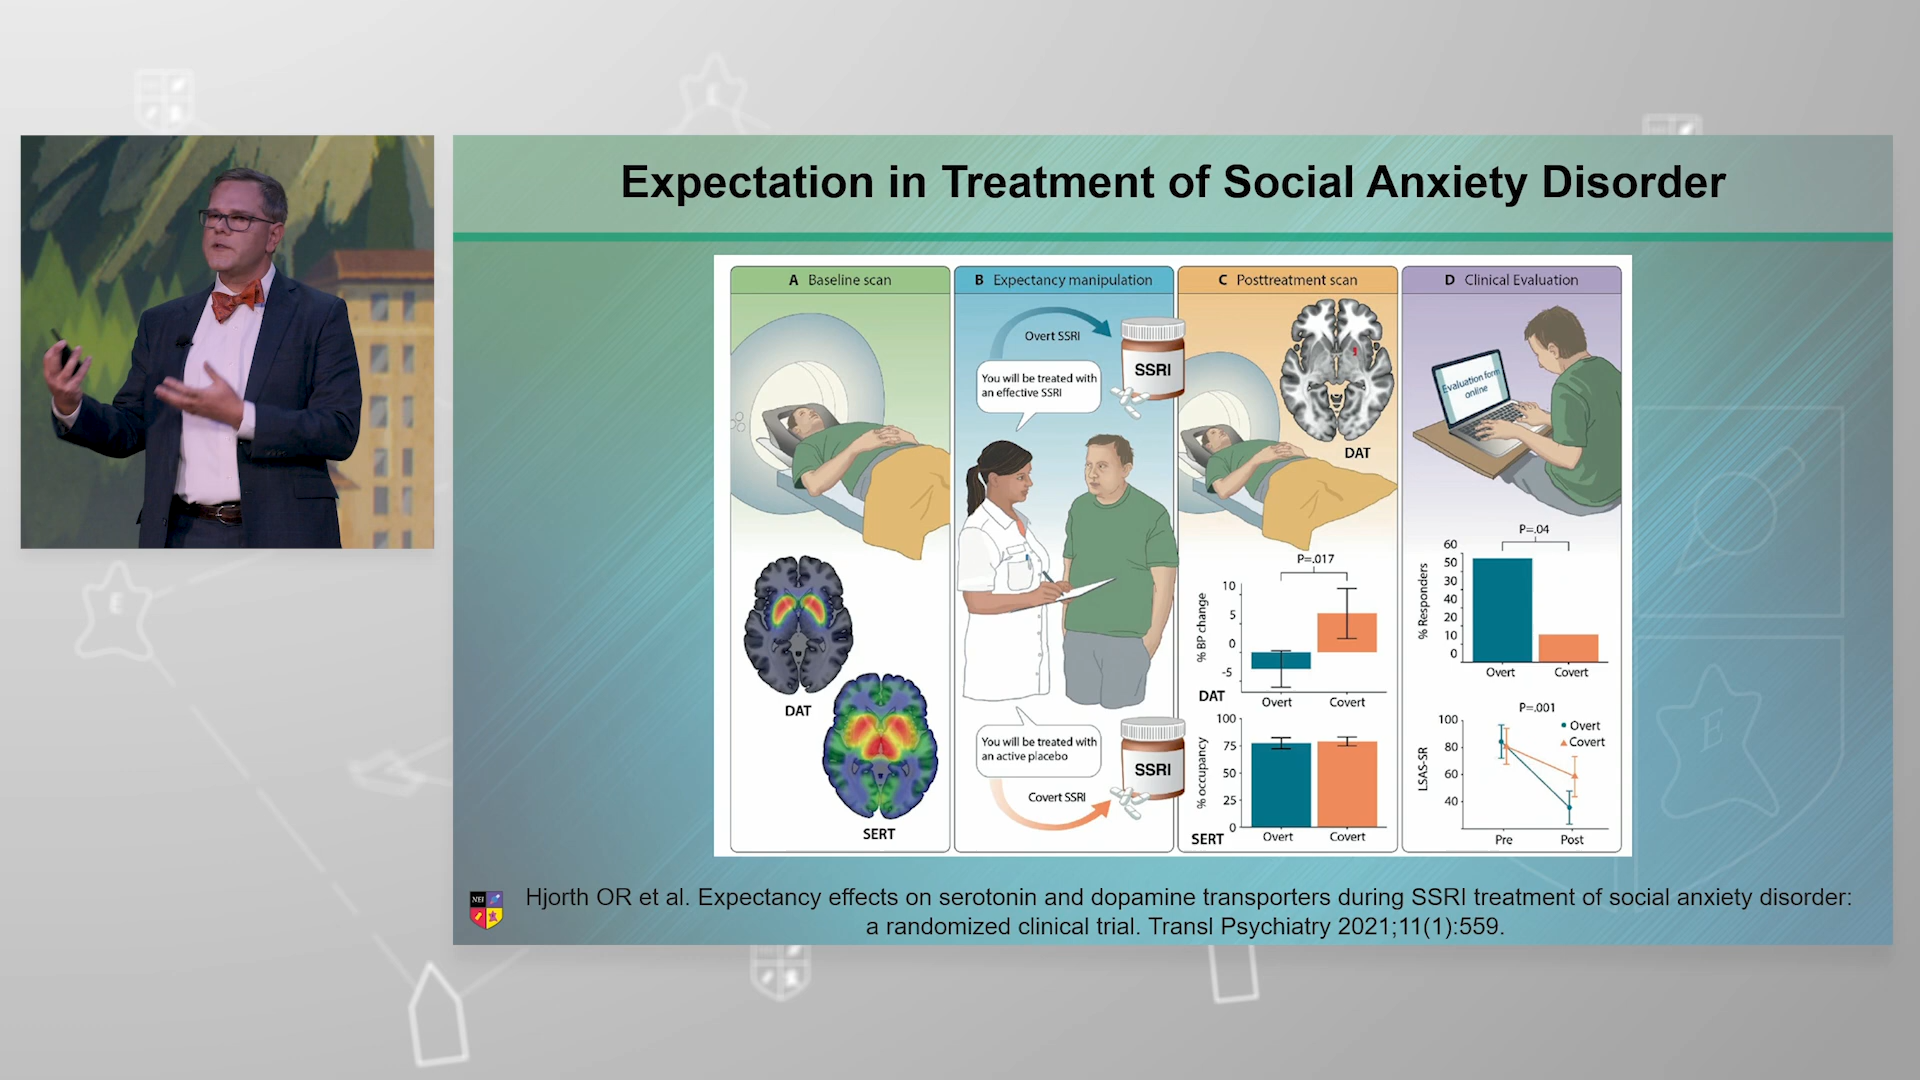 Expectation in Treatment of Social Anxiety Disorder
A Baseline scan
B Expectancy manipulation
C Posttreatment scan
D Clinical Evaluation
Overt SSRI
SSRI
You will be treated with
an effective SSRI
DAT
Evaluation form
online
DAT
SERT
You will be treated with
an active placebo
SSRI
Covert SSRI
P=.017
% BP change
10
5
0
-5
DAT
Overt
Covert
% occupancy
100
75
50
25
0
SERT
Overt
Covert
P=.04
% Responders
60
50
30
40
20
10
0
Overt
Covert
P=.001
LSAS-SR
100
80
60
40
Overt
Covert
Pre
Post
NEI
Hjorth OR et al. Expectancy effects on serotonin and dopamine transporters during SSRI treatment of social anxiety disorder:
a randomized clinical trial. Transl Psychiatry 2021;11(1):559.
E
E
E